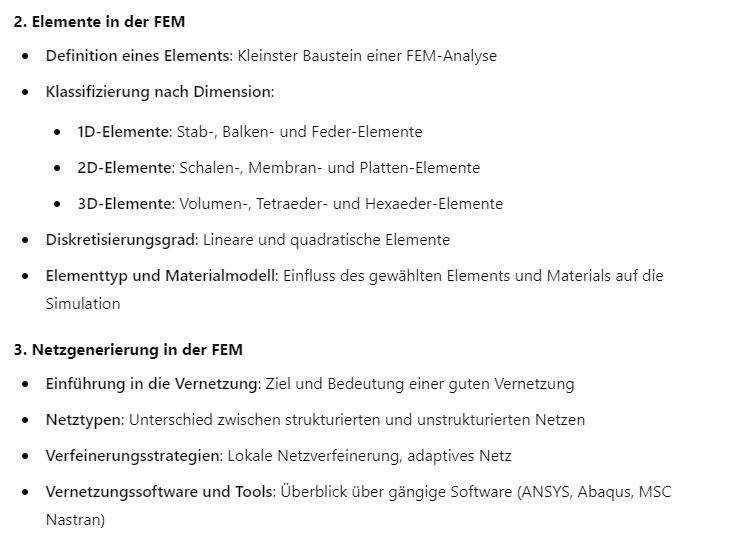 2. Elemente in der FEM
• Definition eines Elements: Kleinster Baustein einer FEM-Analyse
• Klassifizierung nach Dimension:
• 1D-Elemente: Stab-, Balken- und Feder-Elemente
• 2D-Elemente: Schalen-, Membran- und Platten-Elemente
• 3D-Elemente: Volumen-, Tetraeder- und Hexaeder-Elemente
• Diskretisierungsgrad: Lineare und quadratische Elemente
• Elementtyp und Materialmodell: Einfluss des gewählten Elements und Materials auf die
Simulation
3. Netzgenerierung in der FEM
• Einführung in die Vernetzung: Ziel und Bedeutung einer guten Vernetzung
• Netztypen: Unterschied zwischen strukturierten und unstrukturierten Netzen
• Verfeinerungsstrategien: Lokale Netzverfeinerung, adaptives Netz
• Vernetzungssoftware und Tools: Überblick über gängige Software (ANSYS, Abaqus, MSC
Nastran)